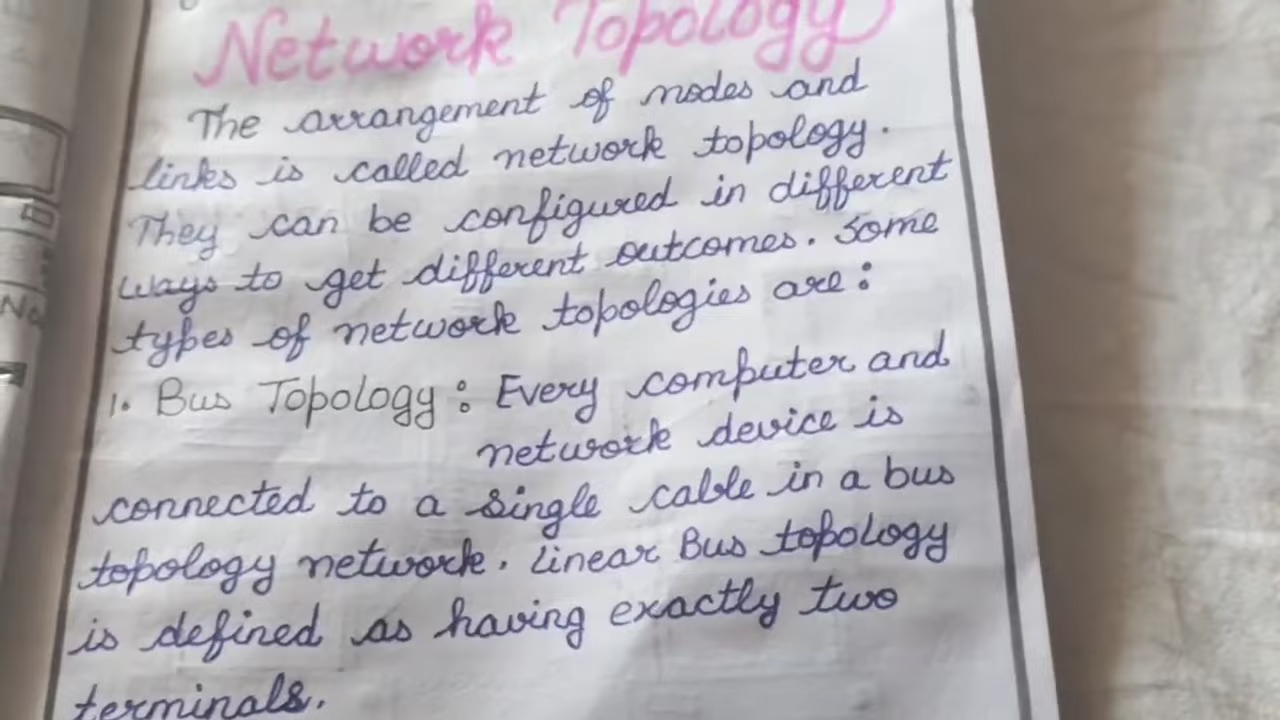 Network Topology
The arrangement of nodes and
links is called network topology.
They can be configured in different
ways to get different outcomes. Some
types of network topologies are:
1. Bus Topology: Every computer and
network device is
connected to a single cable in a bus
topology network. Linear Bus topology
is defined as having exactly two
terminals.